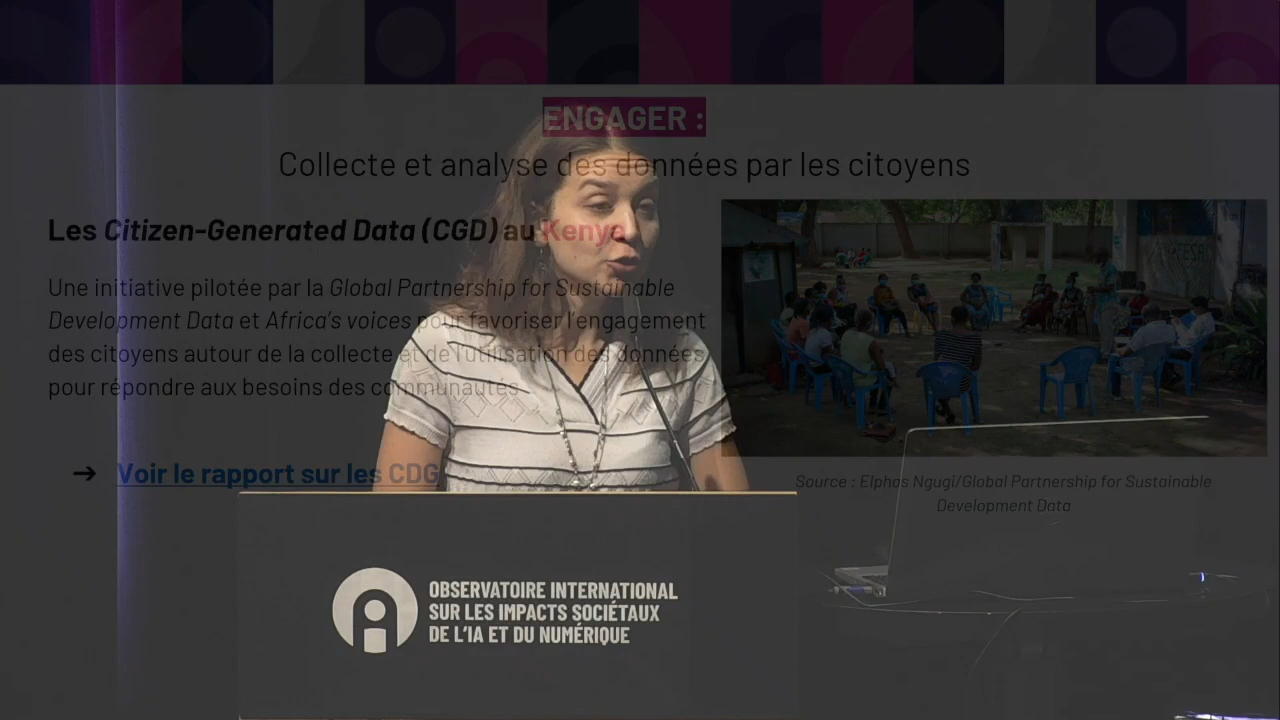 ENGAGER :
Collecte et analyse des données par les citoyens
Les Citizen-Generated Data (CGD) au Kenya
Une initiative pilotée par la Global Partnership for Sustainable
Development Data et Africa's voices pour favoriser l'engagement
des citoyens autour de la collecte et de l'utilisation des données
pour répondre aux besoins des communautés
➔ Voir le rapport sur les CDG
Source : Elphas Ngugi/Global Partnership for Sustainable
Development Data
OBSERVATOIRE INTERNATIONAL
SUR LES IMPACTS SOCIÉTAUX
DE L'IA ET DU NUMÉRIQUE